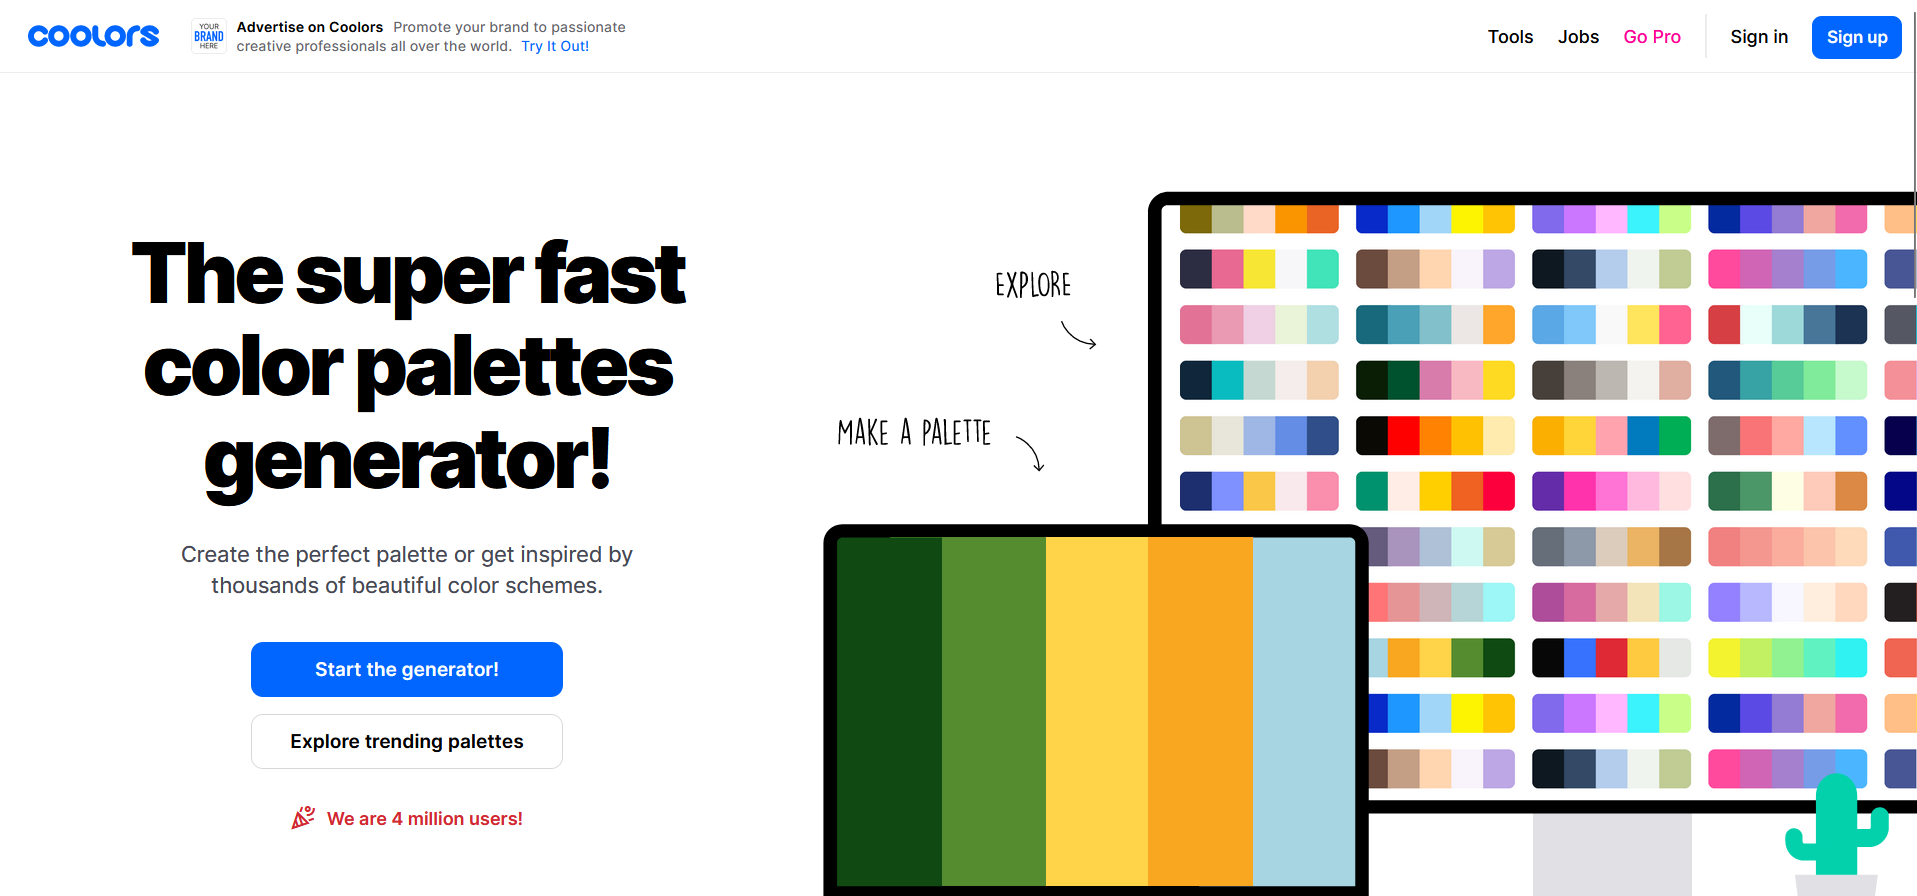 coolors
YOUR
BRAND
HERE
Advertise on Coolors Promote your brand to passionate
creative professionals all over the world. Try It Out!
Tools Jobs Go Pro Sign in Sign up
The super fast
color palettes
generator!
Create the perfect palette or get inspired by
thousands of beautiful color schemes.
Start the generator!
Explore trending palettes
We are 4 million users!
EXPLORE
MAKE A PALETTE